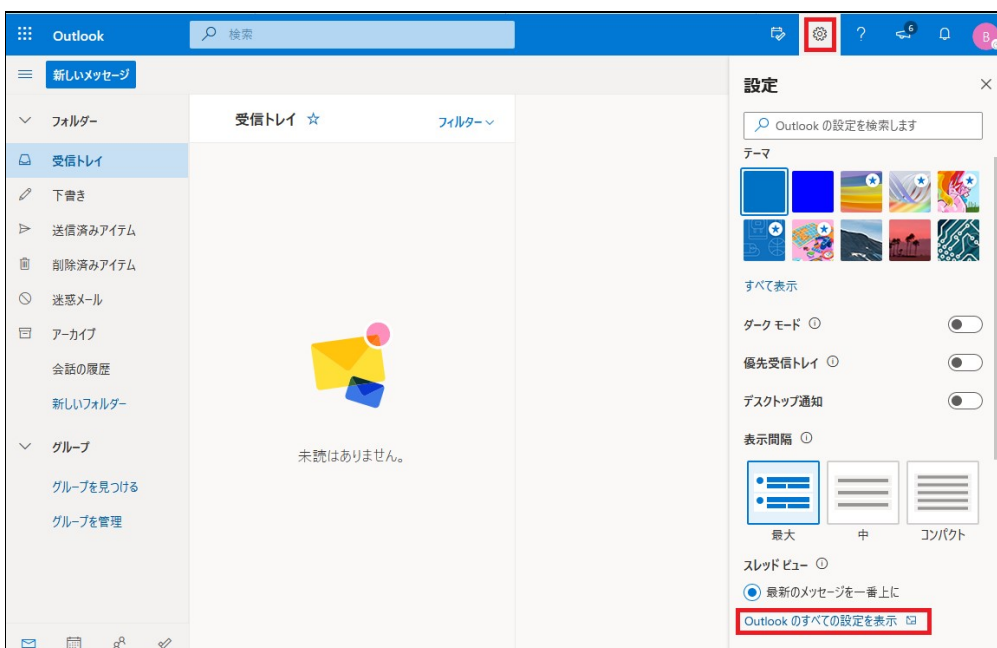 Outlook
検索
6
B
新しいメッセージ
フォルダー
受信トレイ
下書き
送信済みアイテム
削除済みアイテム
迷惑メール
アーカイブ
会話の履歴
新しいフォルダー
グループ
グループを見つける
グループを管理
受信トレイ
フィルター
未読はありません。
設定
Outlook の設定を検索します
テーマ
すべて表示
ダーク モード
優先受信トレイ
デスクトップ通知
表示間隔
最大 中 コンパクト
スレッド ビュー
最新のメッセージを一番上に
Outlook のすべての設定を表示